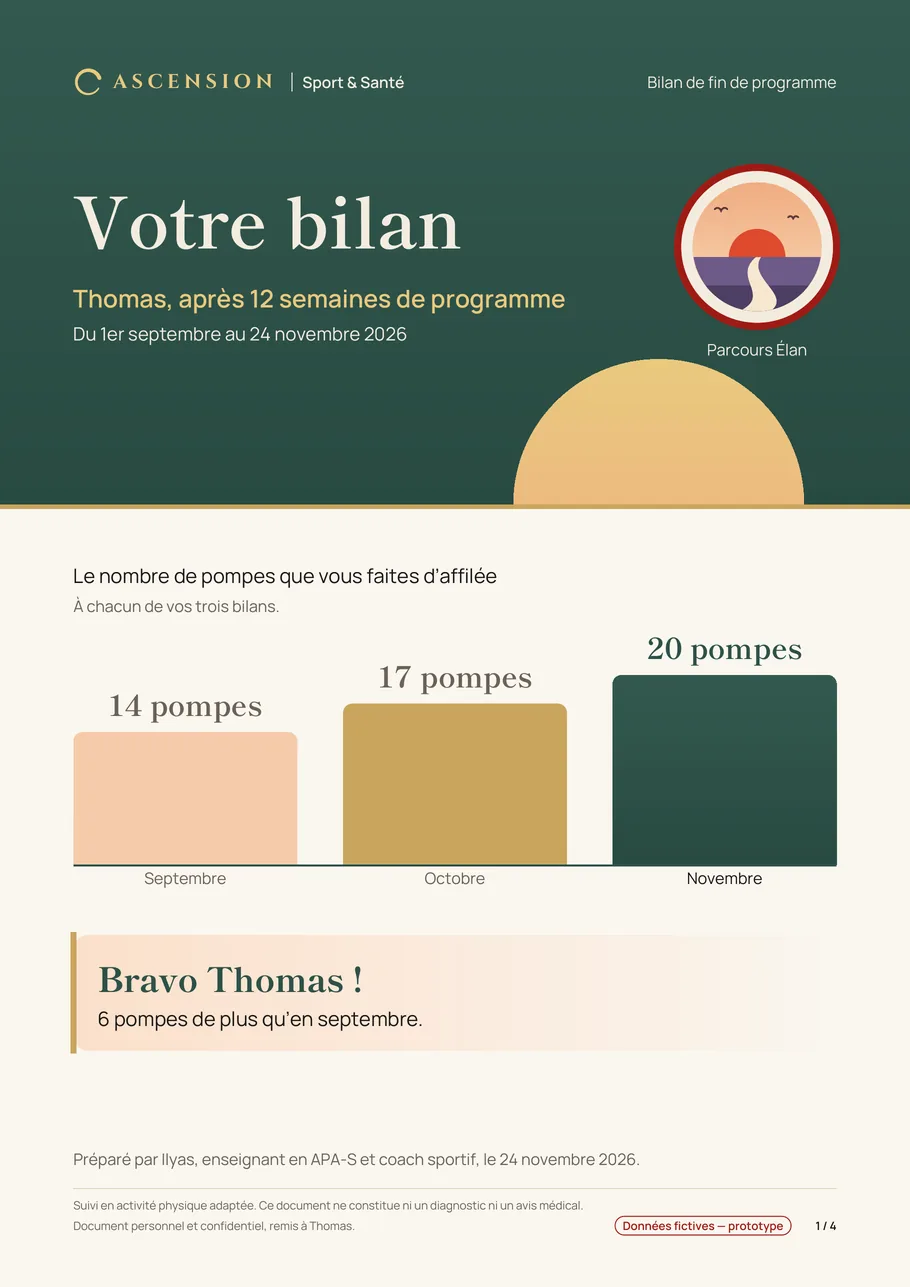 ASCENSION | Sport & Santé
Bilan de fin de programme
Votre bilan
Thomas, après 12 semaines de programme
Du 1er septembre au 24 novembre 2026
Parcours Élan
Le nombre de pompes que vous faites d’affilée
À chacun de vos trois bilans.
14 pompes
17 pompes
20 pompes
Septembre
Octobre
Novembre
Bravo Thomas !
6 pompes de plus qu’en septembre.
Préparé par Ilyas, enseignant en APA-S et coach sportif, le 24 novembre 2026.
Suivi en activité physique adaptée. Ce document ne constitue ni un diagnostic ni un avis médical.
Document personnel et confidentiel, remis à Thomas.
Données fictives — prototype
1 / 4